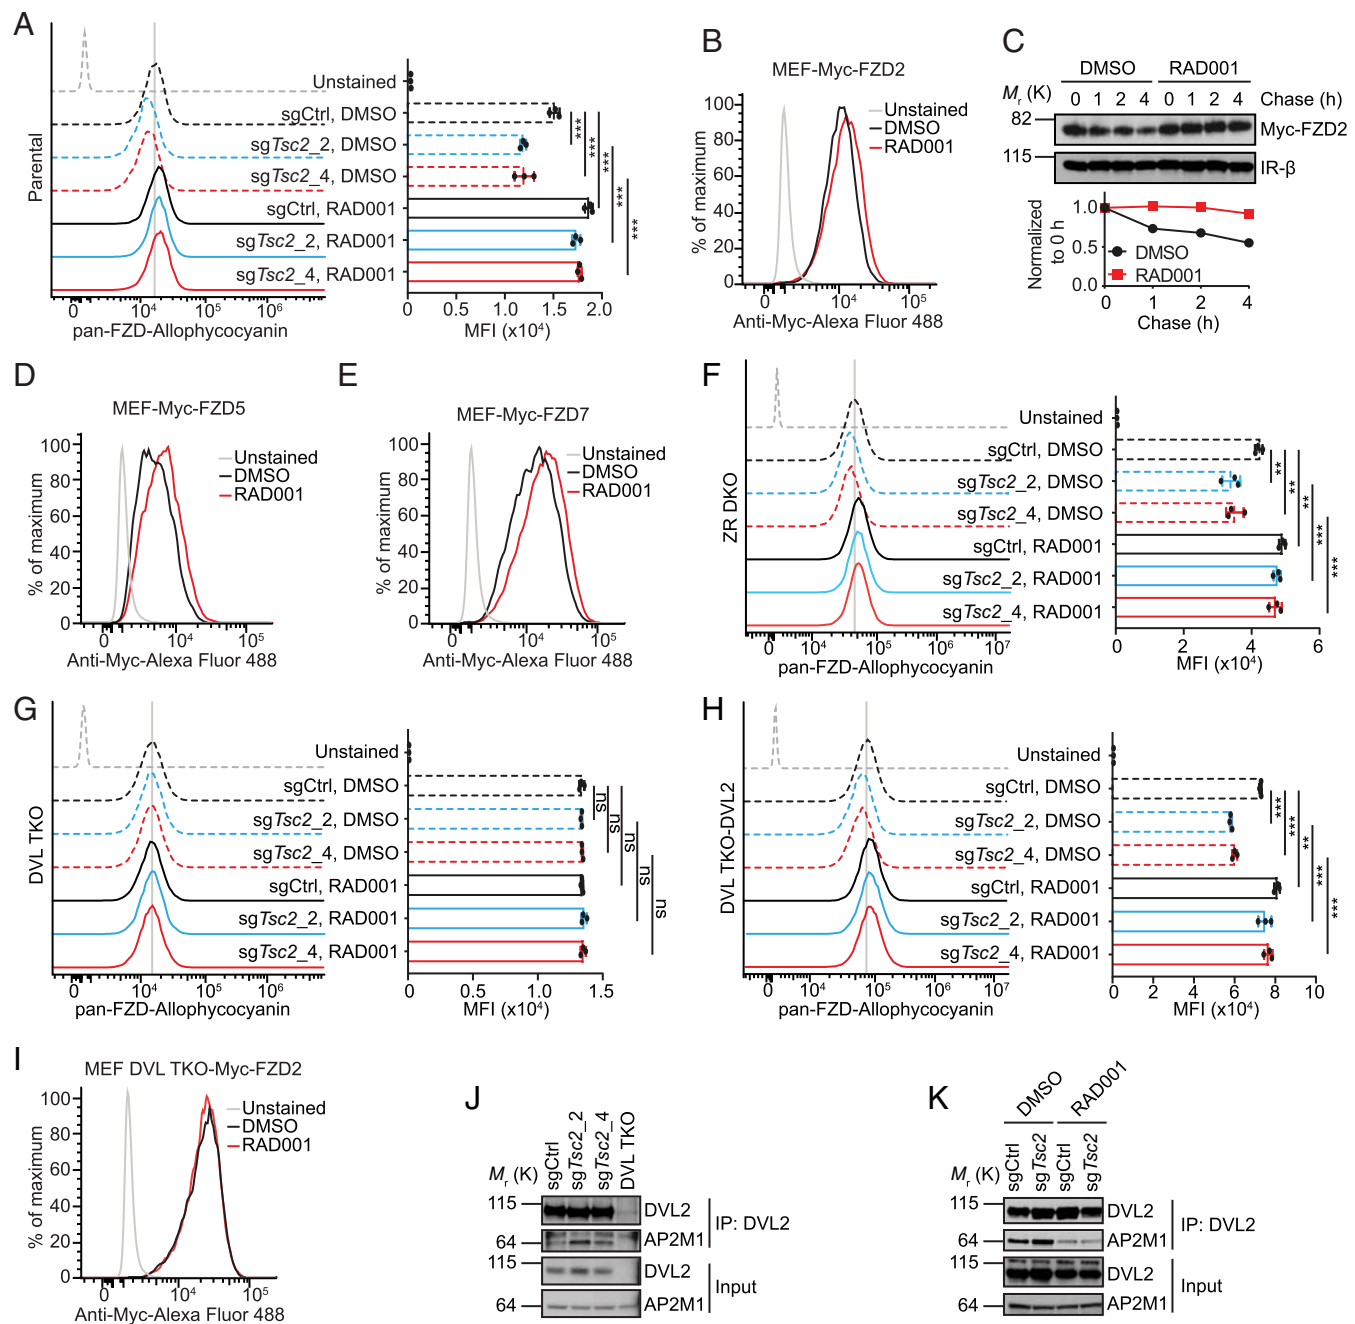 A
Parental
Unstained
sgCtrl, DMSO
sgTsc2_2, DMSO
sgTsc2_4, DMSO
sgCtrl, RAD001
sgTsc2_2, RAD001
sgTsc2_4, RAD001
*** *** *** *** ***
0 10⁴ 10⁵ 10⁶
pan-FZD-Allophycocyanin
0 0.5 1.0 1.5 2.0
MFI (x10⁴)
B
MEF-Myc-FZD2
% of maximum
100
80
60
40
20
0
Unstained
DMSO
RAD001
0 10⁴ 10⁵
Anti-Myc-Alexa Fluor 488
C
DMSO RAD001
Mr (K) 0 1 2 4 0 1 2 4 Chase (h)
82 Myc-FZD2
115 IR-β
Normalized
to 0 h
1.0
0.5
0.0
DMSO
RAD001
0 1 2 4
Chase (h)
D
MEF-Myc-FZD5
% of maximum
100
80
60
40
20
0
Unstained
DMSO
RAD001
0 10⁴ 10⁵
Anti-Myc-Alexa Fluor 488
E
MEF-Myc-FZD7
% of maximum
100
80
60
40
20
0
Unstained
DMSO
RAD001
0 10⁴ 10⁵
Anti-Myc-Alexa Fluor 488
F
ZR DKO
Unstained
sgCtrl, DMSO
sgTsc2_2, DMSO
sgTsc2_4, DMSO
sgCtrl, RAD001
sgTsc2_2, RAD001
sgTsc2_4, RAD001
** ** ** *** ***
0 10⁴ 10⁵ 10⁶ 10⁷
pan-FZD-Allophycocyanin
0 2 4 6
MFI (x10⁴)
G
DVL TKO
Unstained
sgCtrl, DMSO
sgTsc2_2, DMSO
sgTsc2_4, DMSO
sgCtrl, RAD001
sgTsc2_2, RAD001
sgTsc2_4, RAD001
ns ns ns ns ns
0 10⁴ 10⁵ 10⁶
pan-FZD-Allophycocyanin
0 0.5 1.0 1.5
MFI (x10⁴)
H
DVL TKO-DVL2
Unstained
sgCtrl, DMSO
sgTsc2_2, DMSO
sgTsc2_4, DMSO
sgCtrl, RAD001
sgTsc2_2, RAD001
sgTsc2_4, RAD001
*** *** ** *** ***
0 10⁴ 10⁵ 10⁶ 10⁷
pan-FZD-Allophycocyanin
0 2 4 6 8 10
MFI (x10⁴)
I
MEF DVL TKO-Myc-FZD2
% of maximum
100
80
60
40
20
0
Unstained
DMSO
RAD001
0 10⁴ 10⁵
Anti-Myc-Alexa Fluor 488
J
Mr (K) sgCtrl sgTsc2_2 sgTsc2_4 DVL TKO
115 DVL2
64 AP2M1
IP: DVL2
115 DVL2
64 AP2M1
Input
K
DMSO RAD001
Mr (K) sgCtrl sgTsc2 sgCtrl sgTsc2
115 DVL2
64 AP2M1
IP: DVL2
115 DVL2
64 AP2M1
Input